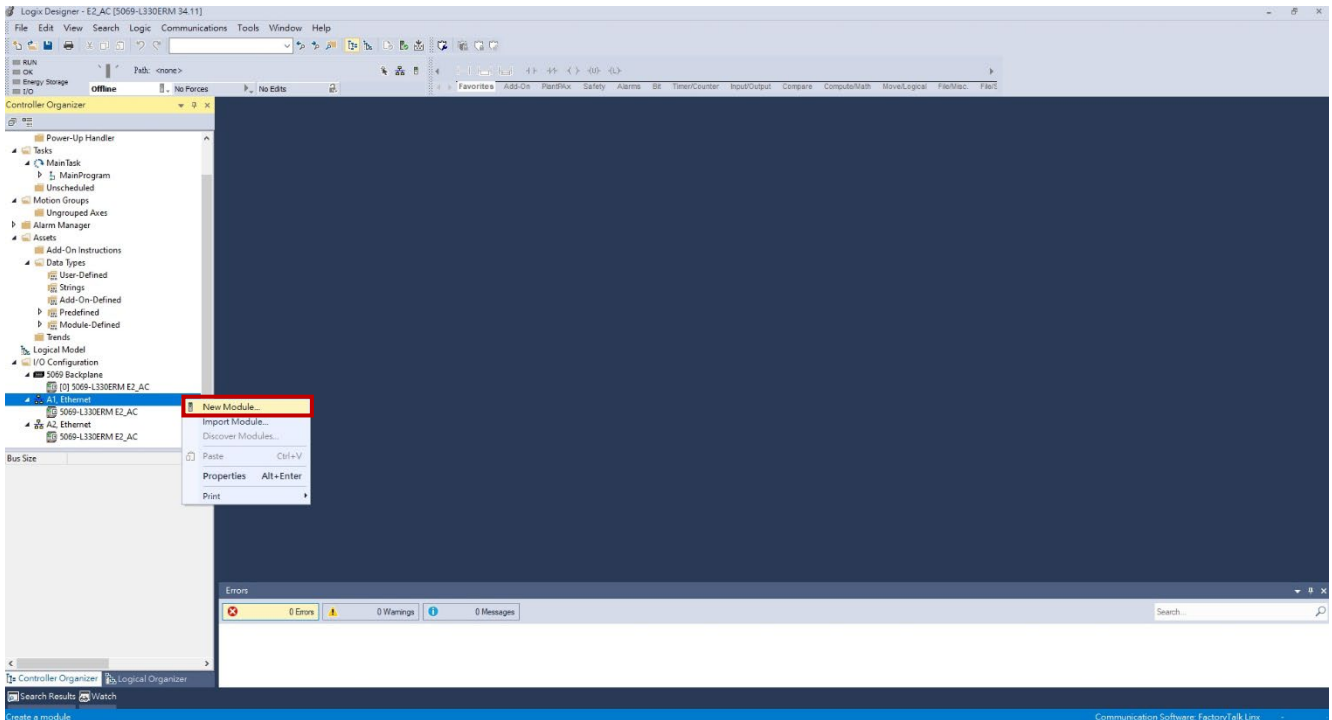 Logix Designer - E2_AC [5069-L330ERM 34.11]
File Edit View Search Logic Communications Tools Window Help
RUN
OK
Energy Storage
I/O
Path: <none>
Offline
No Forces
No Edits
Favorites Add-On PlantPAx Safety Alarms Bit Timer/Counter Input/Output Compare Compute/Math Move/Logical File/Misc.
Controller Organizer
Power-Up Handler
Tasks
MainTask
MainProgram
Unscheduled
Motion Groups
Ungrouped Axes
Alarm Manager
Assets
Add-On Instructions
Data Types
User-Defined
Strings
Add-On-Defined
Predefined
Module-Defined
Trends
Logical Model
I/O Configuration
5069 Backplane
[0] 5069-L330ERM E2_AC
A1, Ethernet
5069-L330ERM E2_AC
A2, Ethernet
5069-L330ERM E2_AC
New Module...
Import Module...
Discover Modules...
Paste Ctrl+V
Properties Alt+Enter
Print
Bus Size
Errors
0 Errors 0 Warnings 0 Messages
Search...
Controller Organizer Logical Organizer
Search Results Watch
Create a module
Communication Software: FactoryTalk Linx